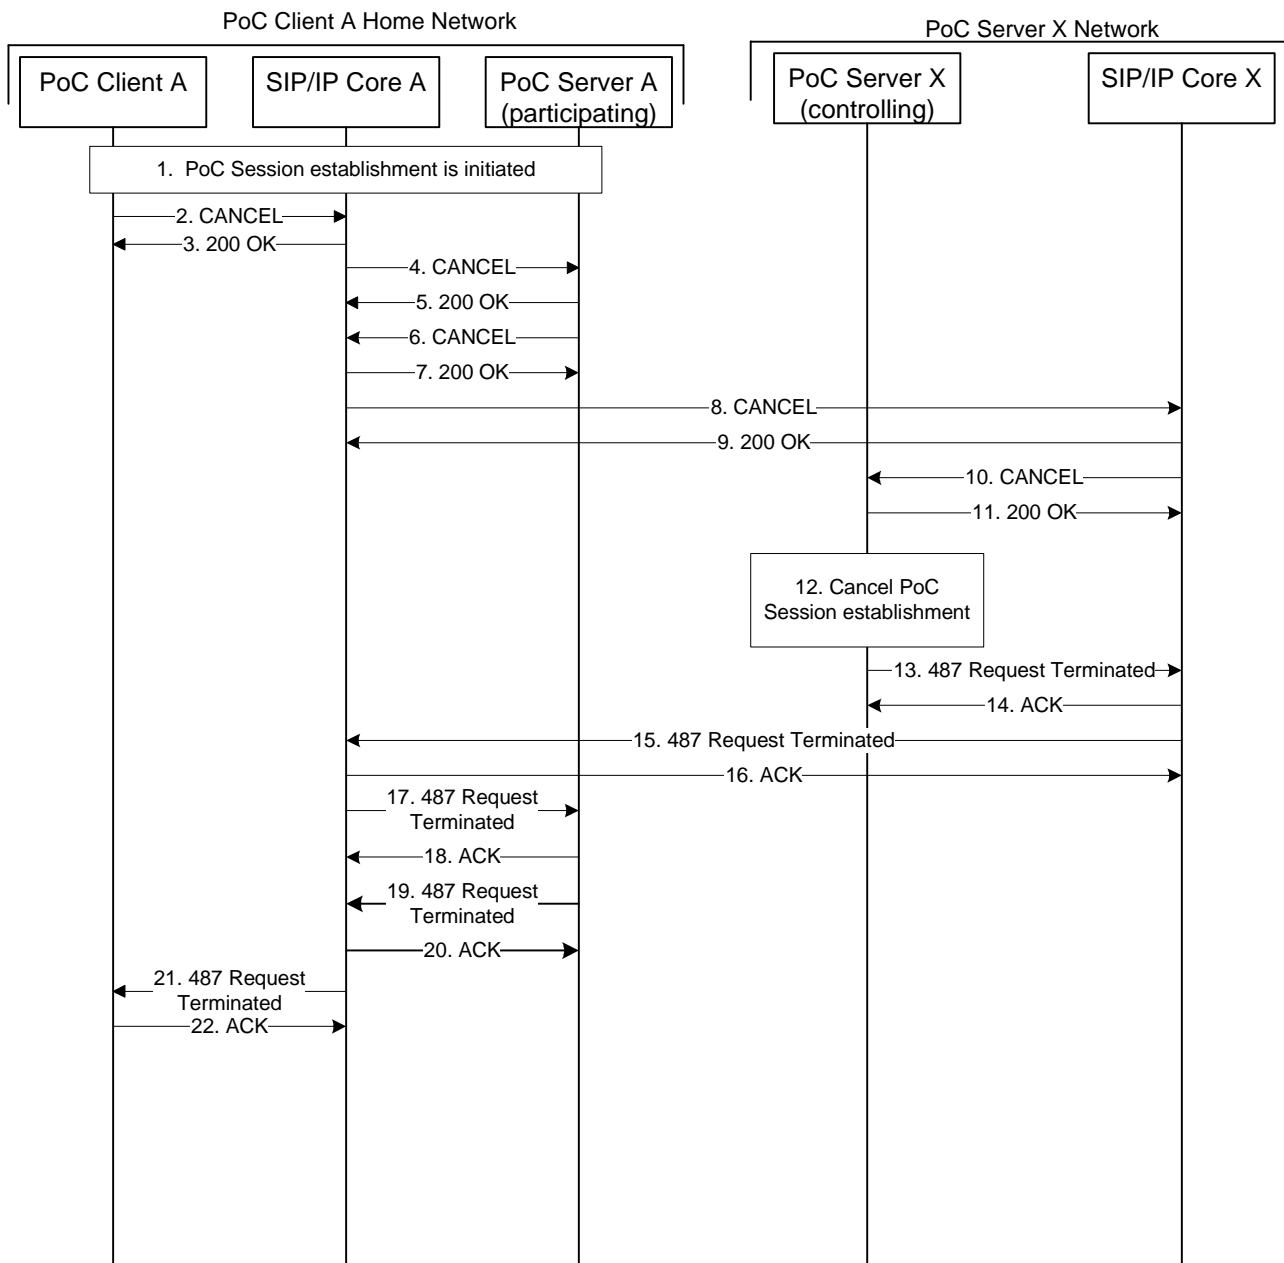 PoC Client A Home Network
PoC Server X Network
PoC Client A
SIP/IP Core A
PoC Server A
(participating)
PoC Server X
(controlling)
SIP/IP Core X
1. PoC Session establishment is initiated
2. CANCEL
3. 200 OK
4. CANCEL
5. 200 OK
6. CANCEL
7. 200 OK
8. CANCEL
9. 200 OK
10. CANCEL
11. 200 OK
12. Cancel PoC
Session establishment
13. 487 Request Terminated
14. ACK
15. 487 Request Terminated
16. ACK
17. 487 Request
Terminated
18. ACK
19. 487 Request
Terminated
20. ACK
21. 487 Request
Terminated
22. ACK